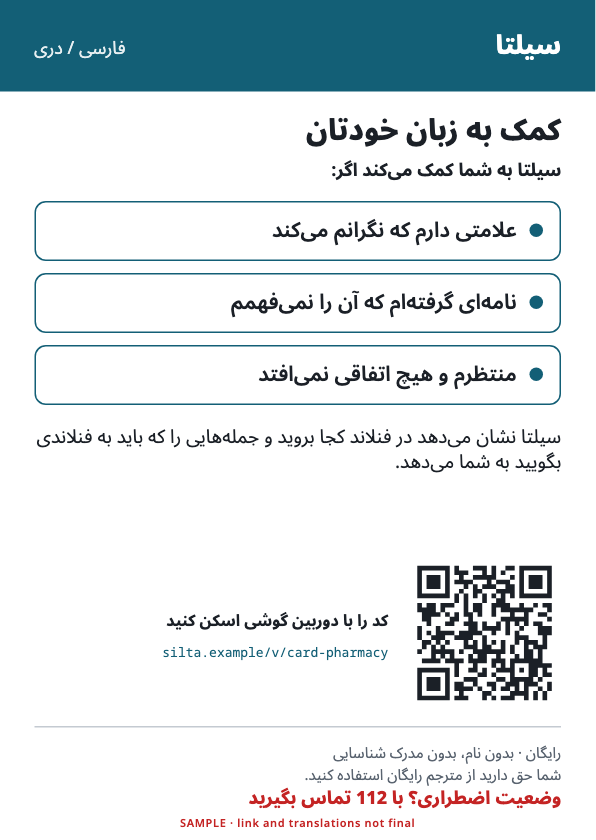 سیلتا
فارسی / دری
کمک به زبان خودتان
سیلتا به شما کمک می‌کند اگر:
علامتی دارم که نگرانم می‌کند
نامه‌ای گرفته‌ام که آن را نمی‌فهمم
منتظرم و هیچ اتفاقی نمی‌افتد
سیلتا نشان می‌دهد در فنلاند کجا بروید و جمله‌هایی را که باید به فنلاندی
بگویید به شما می‌دهد.
کد را با دوربین گوشی اسکن کنید
silta.example/v/card-pharmacy
رایگان · بدون نام، بدون مدرک شناسایی
شما حق دارید از مترجم رایگان استفاده کنید.
وضعیت اضطراری؟ با 112 تماس بگیرید
SAMPLE · link and translations not final